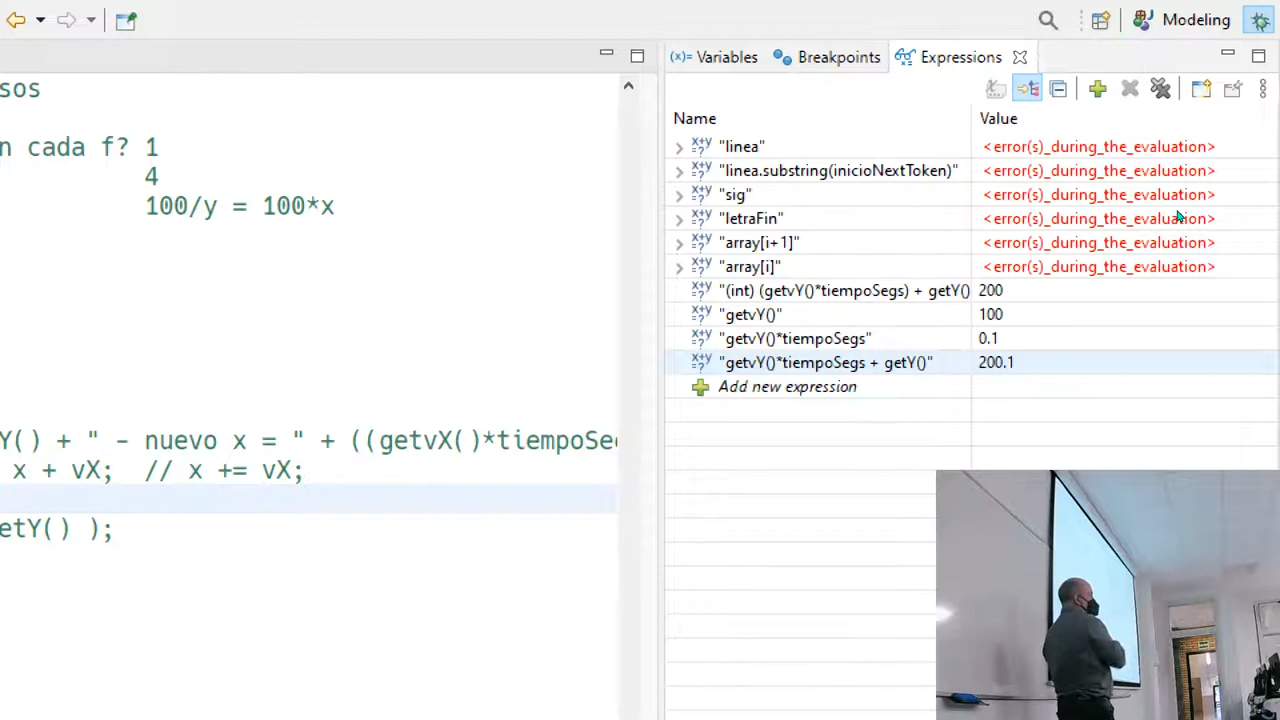 Modeling
(x)= Variables Breakpoints Expressions
sos
n cada f? 1
4
100/y = 100*x
Y() + " - nuevo x = " + ((getvX()*tiempoSeg
x + vX;  // x += vX;
etY() );
Name Value
"linea" <error(s)_during_the_evaluation>
"linea.substring(inicioNextToken)" <error(s)_during_the_evaluation>
"sig" <error(s)_during_the_evaluation>
"letraFin" <error(s)_during_the_evaluation>
"array[i+1]" <error(s)_during_the_evaluation>
"array[i]" <error(s)_during_the_evaluation>
"(int) (getvY()*tiempoSegs) + getY() 200
"getvY()" 100
"getvY()*tiempoSegs" 0.1
"getvY()*tiempoSegs + getY()" 200.1
Add new expression